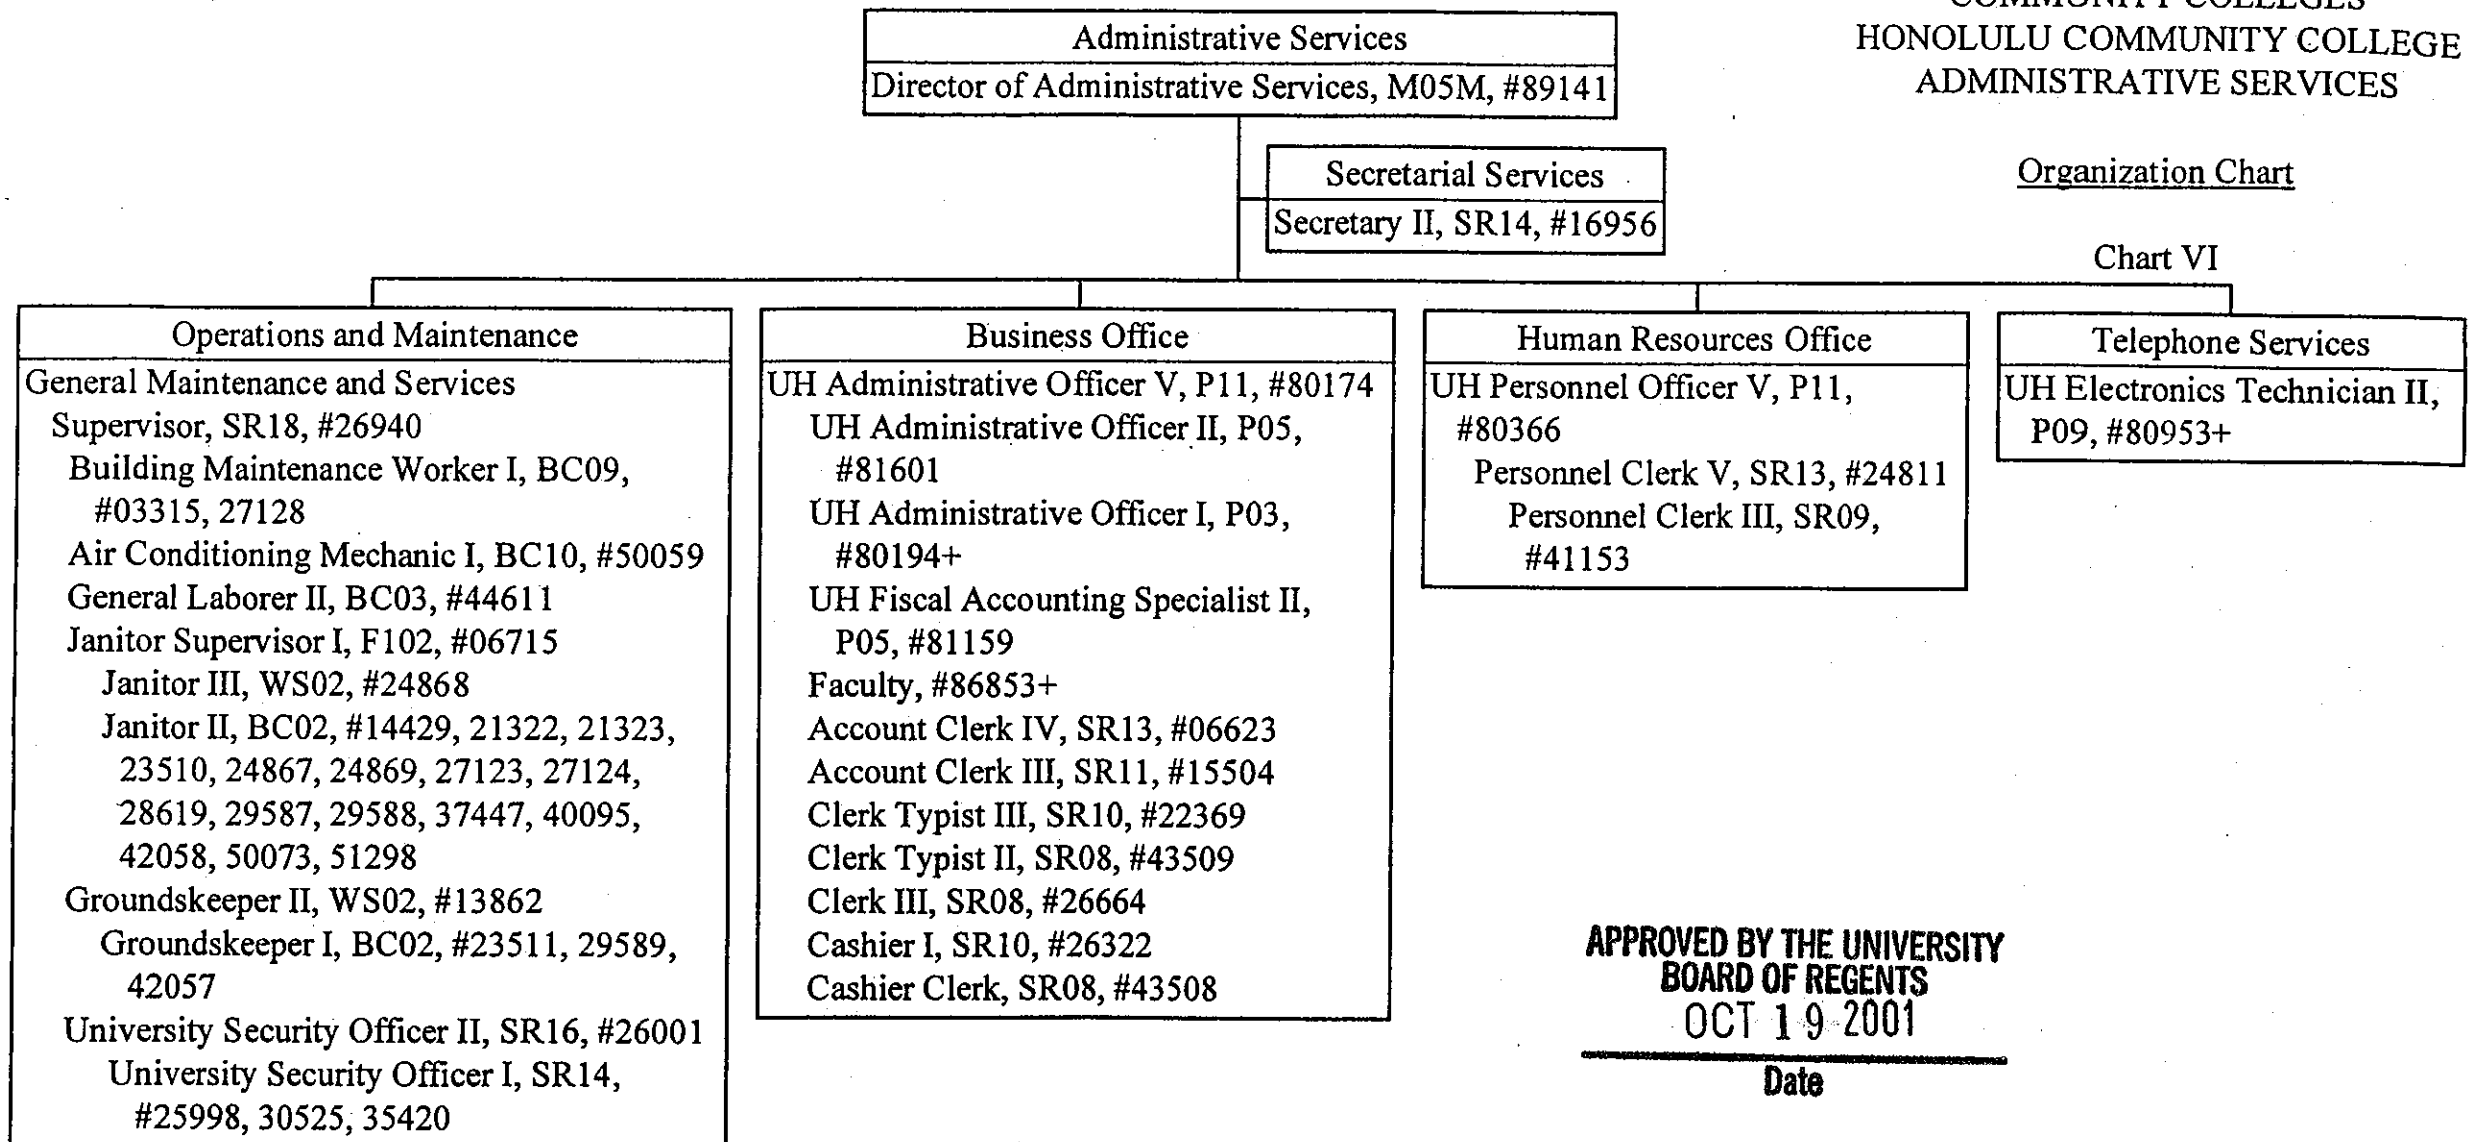 COMMUNITY COLLEGES
HONOLULU COMMUNITY COLLEGE
ADMINISTRATIVE SERVICES
Organization Chart
Chart VI
Administrative Services
Director of Administrative Services, M05M, #89141
Secretarial Services
Secretary II, SR14, #16956
Operations and Maintenance
General Maintenance and Services
Supervisor, SR18, #26940
Building Maintenance Worker I, BC09,
#03315, 27128
Air Conditioning Mechanic I, BC10, #50059
General Laborer II, BC03, #44611
Janitor Supervisor I, F102, #06715
Janitor III, WS02, #24868
Janitor II, BC02, #14429, 21322, 21323,
23510, 24867, 24869, 27123, 27124,
28619, 29587, 29588, 37447, 40095,
42058, 50073, 51298
Groundskeeper II, WS02, #13862
Groundskeeper I, BC02, #23511, 29589,
42057
University Security Officer II, SR16, #26001
University Security Officer I, SR14,
#25998, 30525, 35420
Business Office
UH Administrative Officer V, P11, #80174
UH Administrative Officer II, P05,
#81601
UH Administrative Officer I, P03,
#80194+
UH Fiscal Accounting Specialist II,
P05, #81159
Faculty, #86853+
Account Clerk IV, SR13, #06623
Account Clerk III, SR11, #15504
Clerk Typist III, SR10, #22369
Clerk Typist II, SR08, #43509
Clerk III, SR08, #26664
Cashier I, SR10, #26322
Cashier Clerk, SR08, #43508
Human Resources Office
UH Personnel Officer V, P11,
#80366
Personnel Clerk V, SR13, #24811
Personnel Clerk III, SR09,
#41153
Telephone Services
UH Electronics Technician II,
P09, #80953+
APPROVED BY THE UNIVERSITY
BOARD OF REGENTS
OCT 19 2001
Date